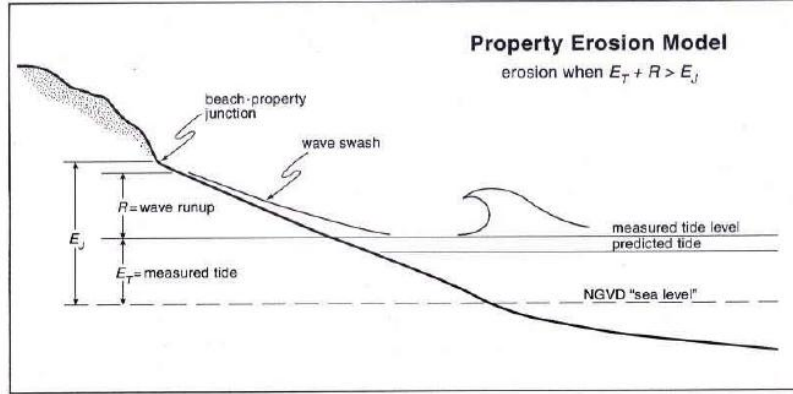 Property Erosion Model
erosion when E_T + R > E_J
beach-property
junction
wave swash
R=wave runup
measured tide level
predicted tide
E_J
E_T=measured tide
NGVD "sea level"